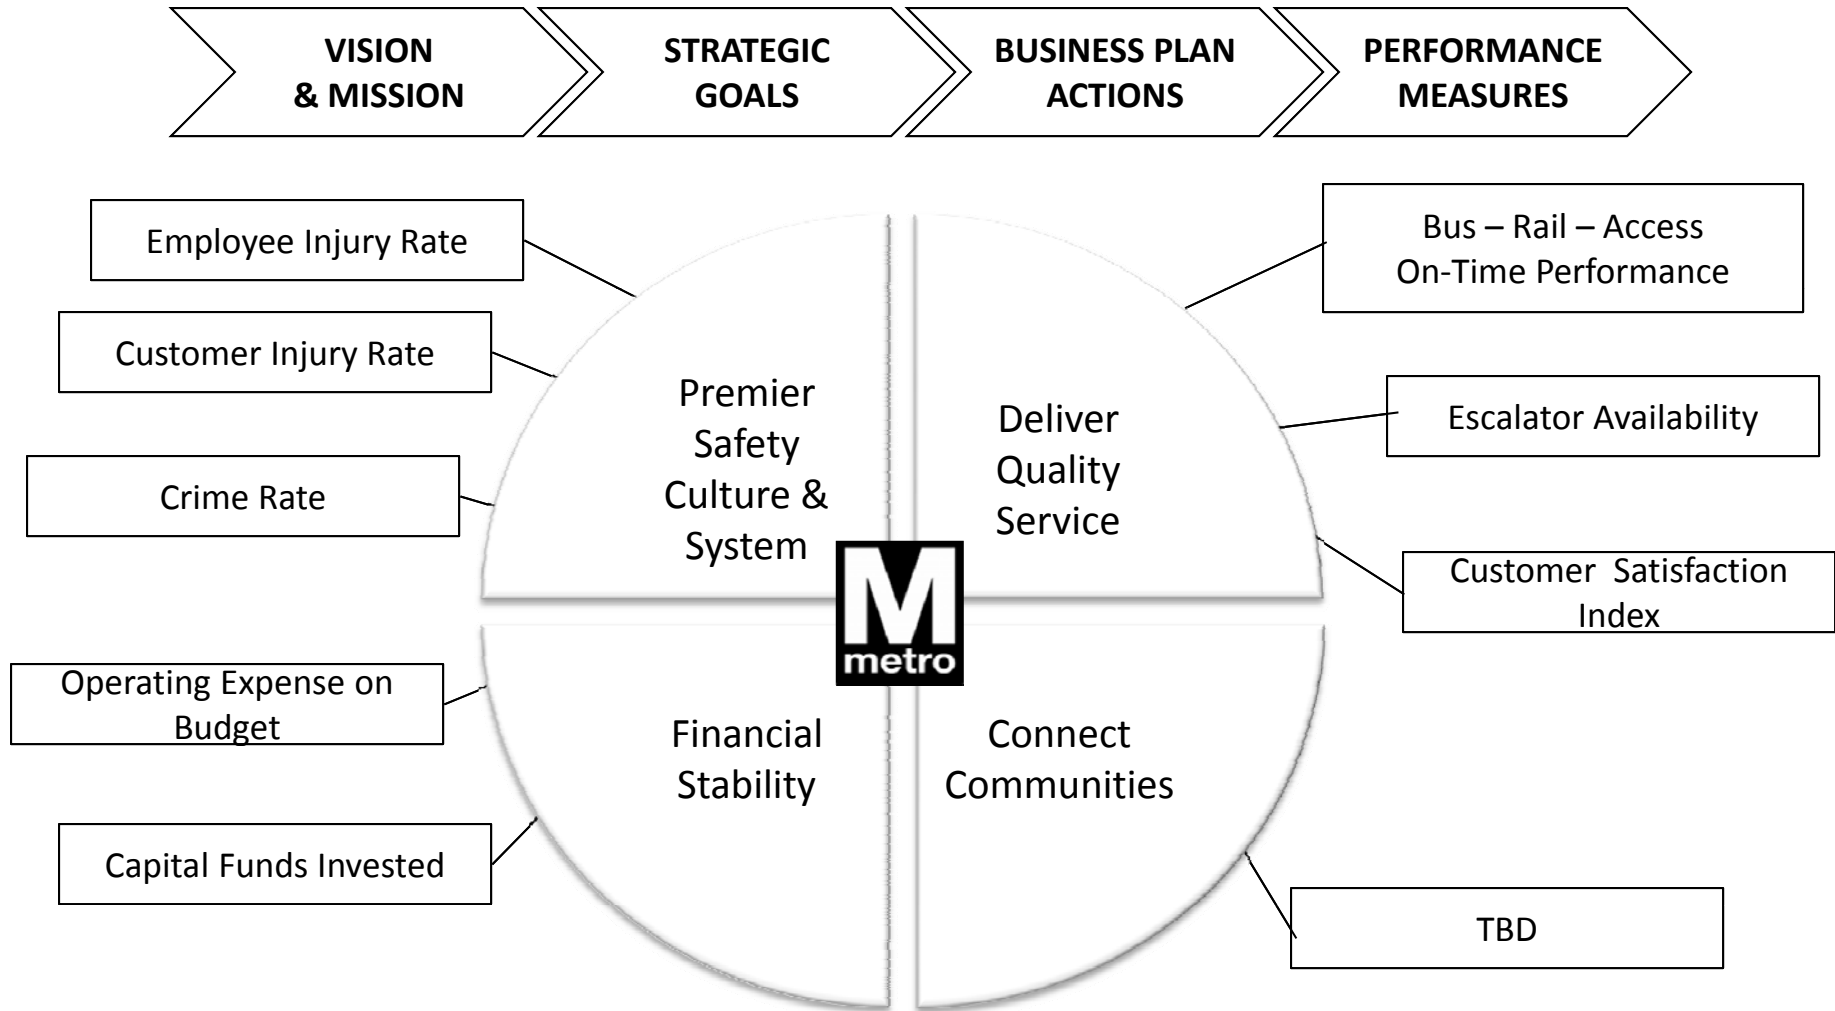 VISION
& MISSION
STRATEGIC
GOALS
BUSINESS PLAN
ACTIONS
PERFORMANCE
MEASURES
Employee Injury Rate
Customer Injury Rate
Crime Rate
Operating Expense on
Budget
Capital Funds Invested
Premier
Safety
Culture &
System
Deliver
Quality
Service
M
metro
Financial
Stability
Connect
Communities
Bus – Rail – Access
On-Time Performance
Escalator Availability
Customer  Satisfaction
Index
TBD